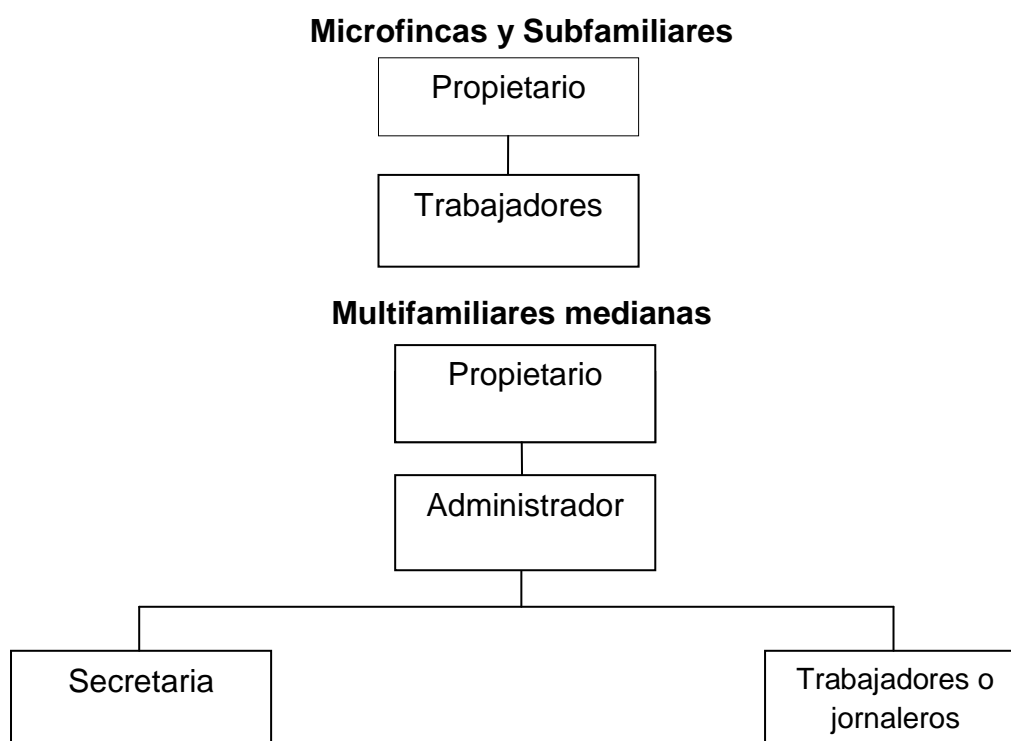 Microfincas y Subfamiliares
Propietario
Trabajadores
Multifamiliares medianas
Propietario
Administrador
Secretaria
Trabajadores o
jornaleros